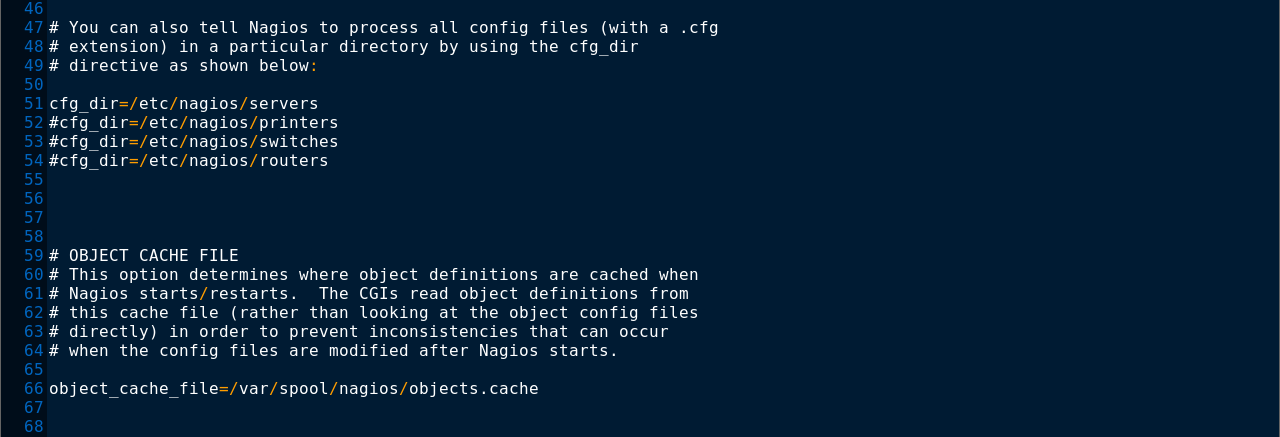 46
47 # You can also tell Nagios to process all config files (with a .cfg
48 # extension) in a particular directory by using the cfg_dir
49 # directive as shown below:
50
51 cfg_dir=/etc/nagios/servers
52 #cfg_dir=/etc/nagios/printers
53 #cfg_dir=/etc/nagios/switches
54 #cfg_dir=/etc/nagios/routers
55
56
57
58
59 # OBJECT CACHE FILE
60 # This option determines where object definitions are cached when
61 # Nagios starts/restarts.  The CGIs read object definitions from
62 # this cache file (rather than looking at the object config files
63 # directly) in order to prevent inconsistencies that can occur
64 # when the config files are modified after Nagios starts.
65
66 object_cache_file=/var/spool/nagios/objects.cache
67
68